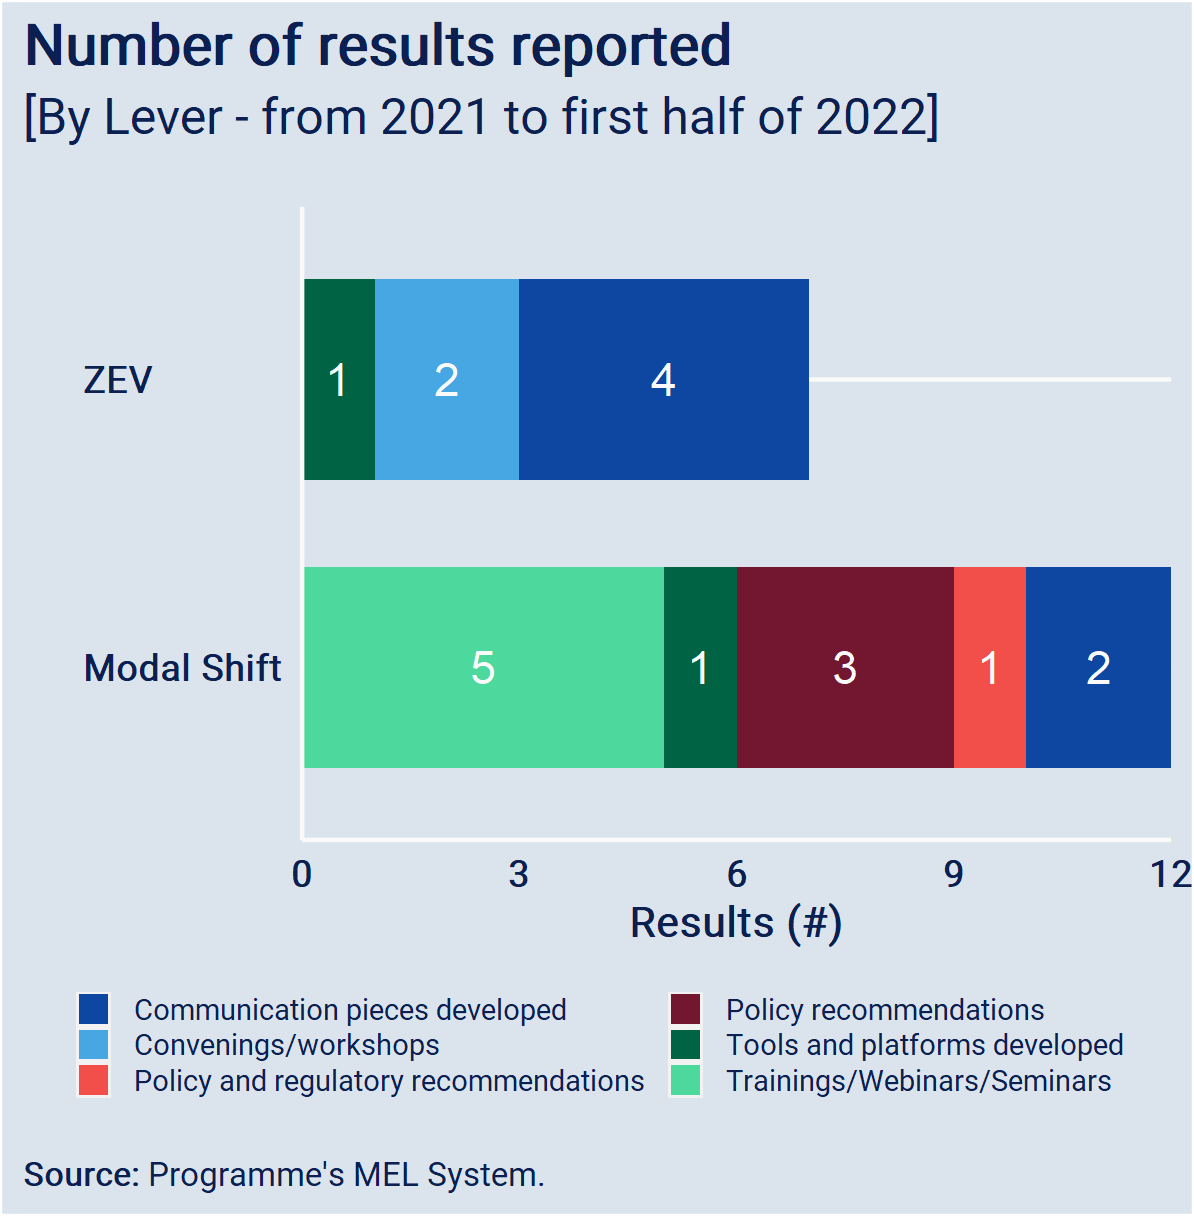 Number of results reported
[By Lever - from 2021 to first half of 2022]
ZEV
1 2 4
Modal Shift
5 1 3 1 2
0 3 6 9 12
Results (#)
Communication pieces developed
Convenings/workshops
Policy and regulatory recommendations
Policy recommendations
Tools and platforms developed
Trainings/Webinars/Seminars
Source: Programme's MEL System.